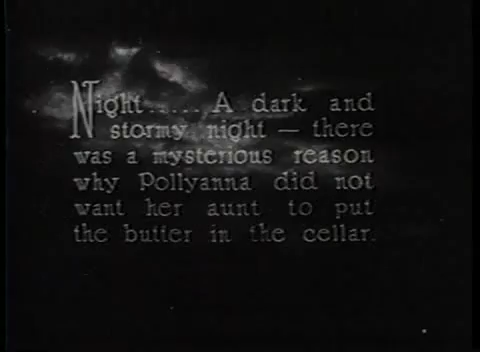 Night..... A dark and
stormy night — there
was a mysterious reason
why Pollyanna did not
want her aunt to put
the butter in the cellar.